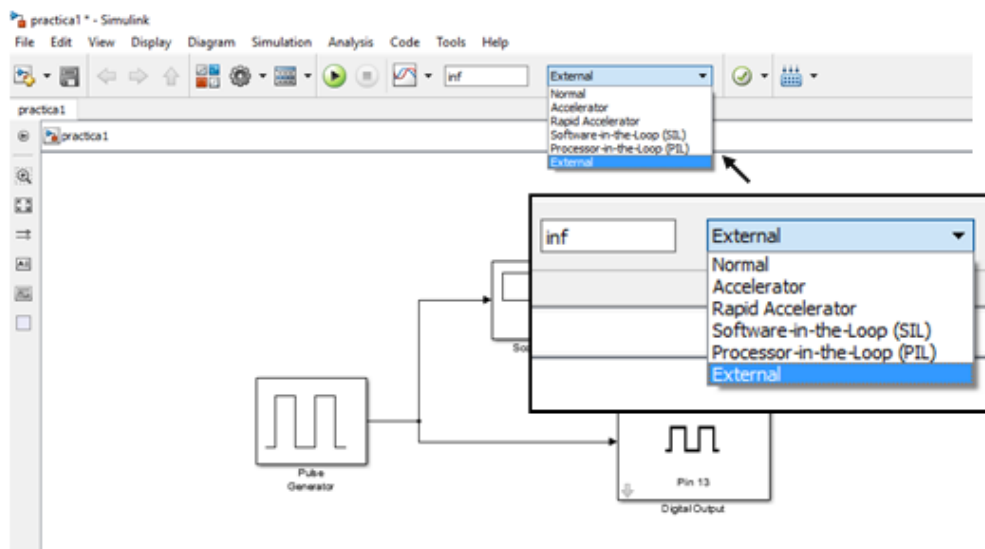 practica1 * - Simulink
File Edit View Display Diagram Simulation Analysis Code Tools Help
inf
External
Normal
Accelerator
Rapid Accelerator
Software-in-the-Loop (SIL)
Processor-in-the-Loop (PIL)
External
practica1
practica1
inf
External
Normal
Accelerator
Rapid Accelerator
Software-in-the-Loop (SIL)
Processor-in-the-Loop (PIL)
External
Pulse
Generator
Pin 13
Digital Output